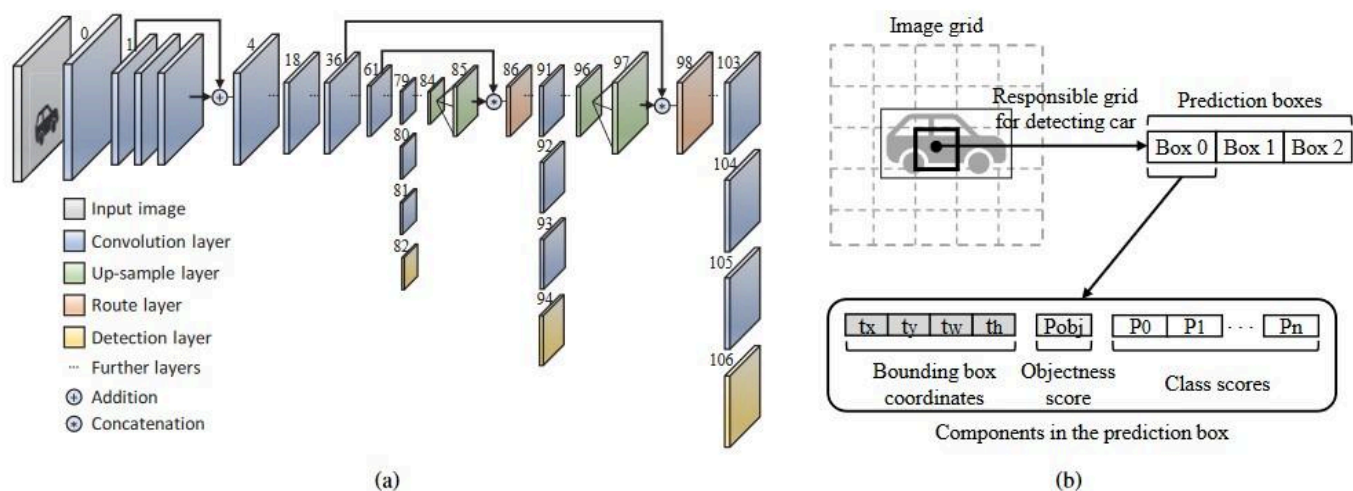 0
1
4
18
36
61
79
84
85
86
91
96
97
98
103
80
81
82
92
93
94
104
105
106
Input image
Convolution layer
Up-sample layer
Route layer
Detection layer
··· Further layers
Addition
Concatenation
(a)
Image grid
Responsible grid
for detecting car
Prediction boxes
Box 0 Box 1 Box 2
tx ty tw th Pobj P0 P1 · · · Pn
Bounding box
coordinates
Objectness
score
Class scores
Components in the prediction box
(b)